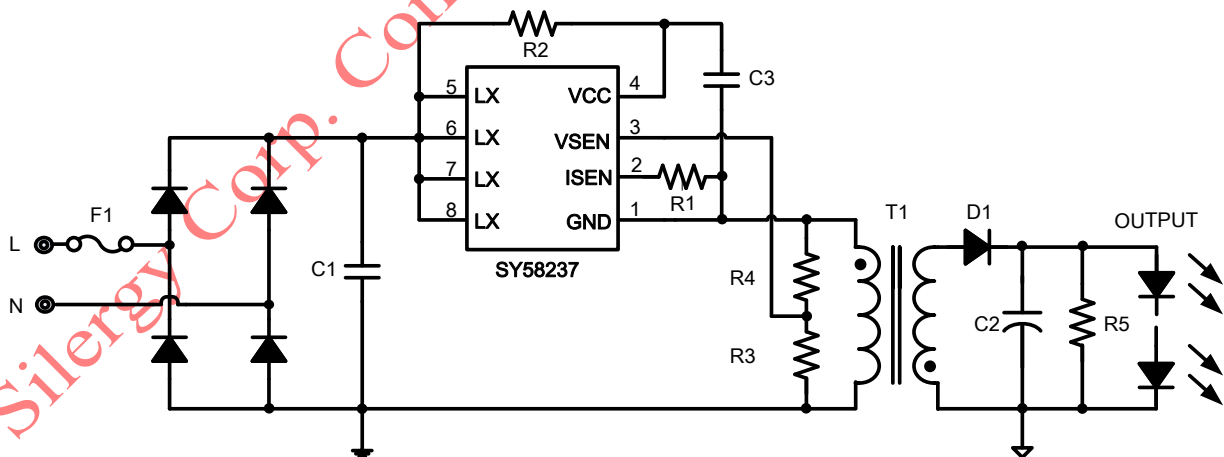 Silergy Corp. Con
R2
C3
5 LX VCC 4
6 LX VSEN 3
7 LX ISEN 2
8 LX GND 1
R1
SY58237
F1
L
N
C1
R4
R3
T1
D1
OUTPUT
C2
R5